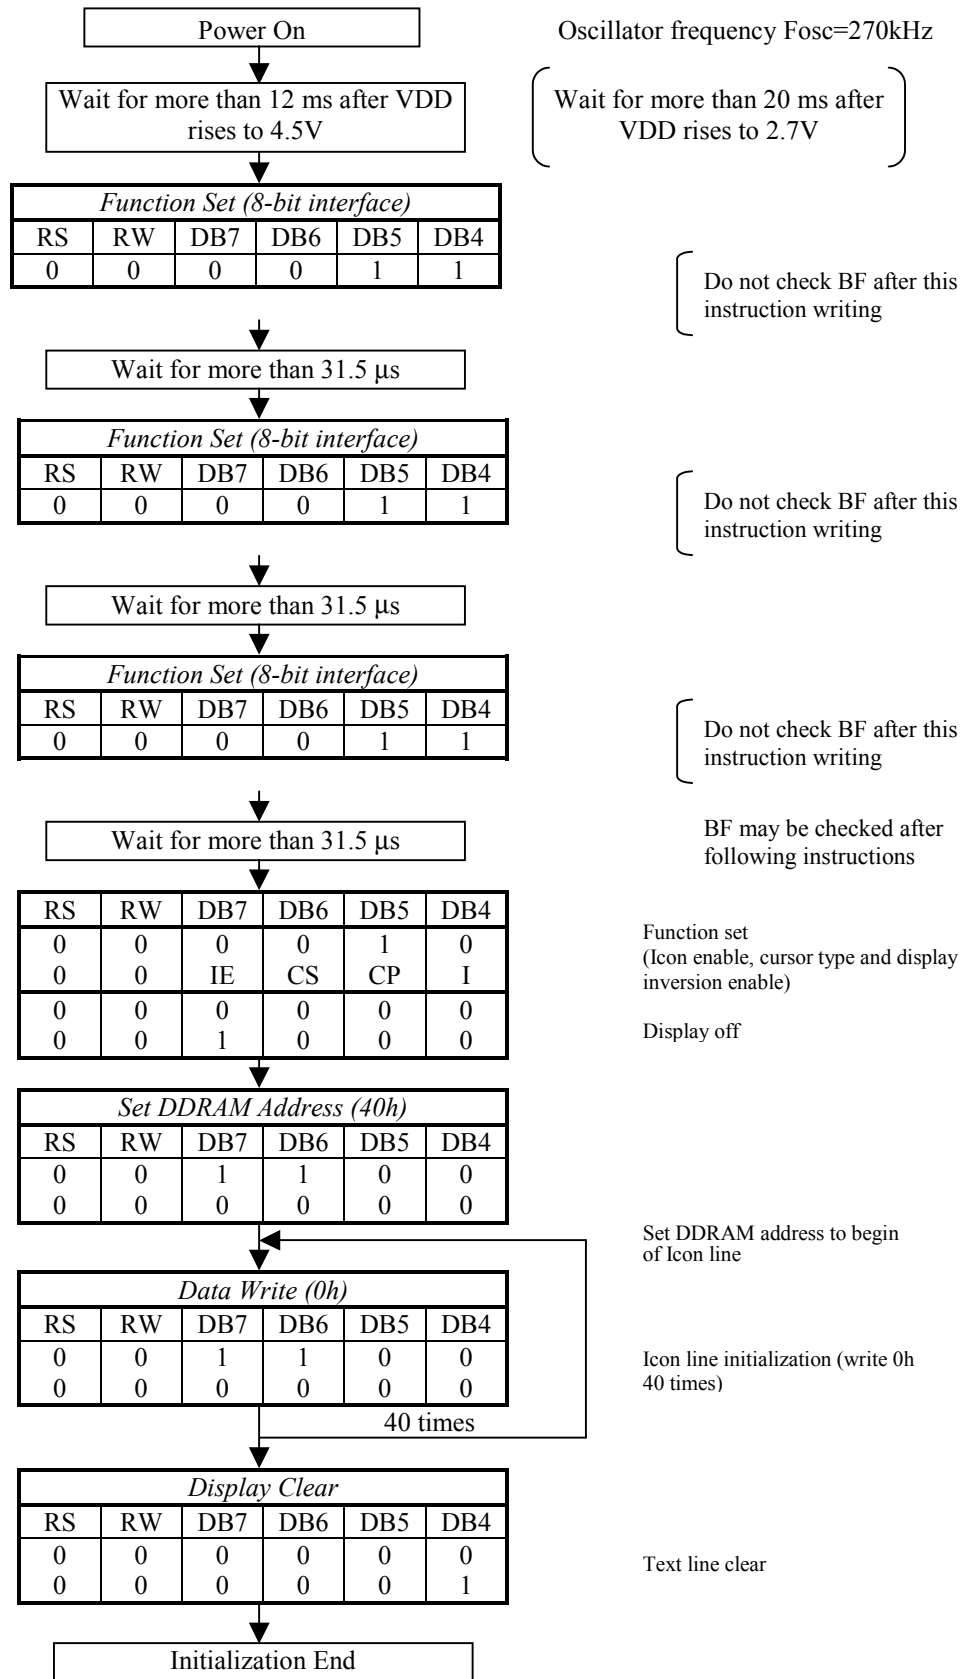 Power On
Oscillator frequency Fosc=270kHz
Wait for more than 12 ms after VDD
rises to 4.5V
Wait for more than 20 ms after
VDD rises to 2.7V
Function Set (8-bit interface)
RS RW DB7 DB6 DB5 DB4
0 0 0 0 1 1
Do not check BF after this
instruction writing
Wait for more than 31.5 µs
Function Set (8-bit interface)
RS RW DB7 DB6 DB5 DB4
0 0 0 0 1 1
Do not check BF after this
instruction writing
Wait for more than 31.5 µs
Function Set (8-bit interface)
RS RW DB7 DB6 DB5 DB4
0 0 0 0 1 1
Do not check BF after this
instruction writing
Wait for more than 31.5 µs
BF may be checked after
following instructions
RS RW DB7 DB6 DB5 DB4
0 0 0 0 1 0
0 0 IE CS CP I
0 0 0 0 0 0
0 0 1 0 0 0
Function set
(Icon enable, cursor type and display
inversion enable)
Display off
Set DDRAM Address (40h)
RS RW DB7 DB6 DB5 DB4
0 0 1 1 0 0
0 0 0 0 0 0
Set DDRAM address to begin
of Icon line
Data Write (0h)
RS RW DB7 DB6 DB5 DB4
0 0 1 1 0 0
0 0 0 0 0 0
Icon line initialization (write 0h
40 times)
40 times
Display Clear
RS RW DB7 DB6 DB5 DB4
0 0 0 0 0 0
0 0 0 0 0 1
Text line clear
Initialization End